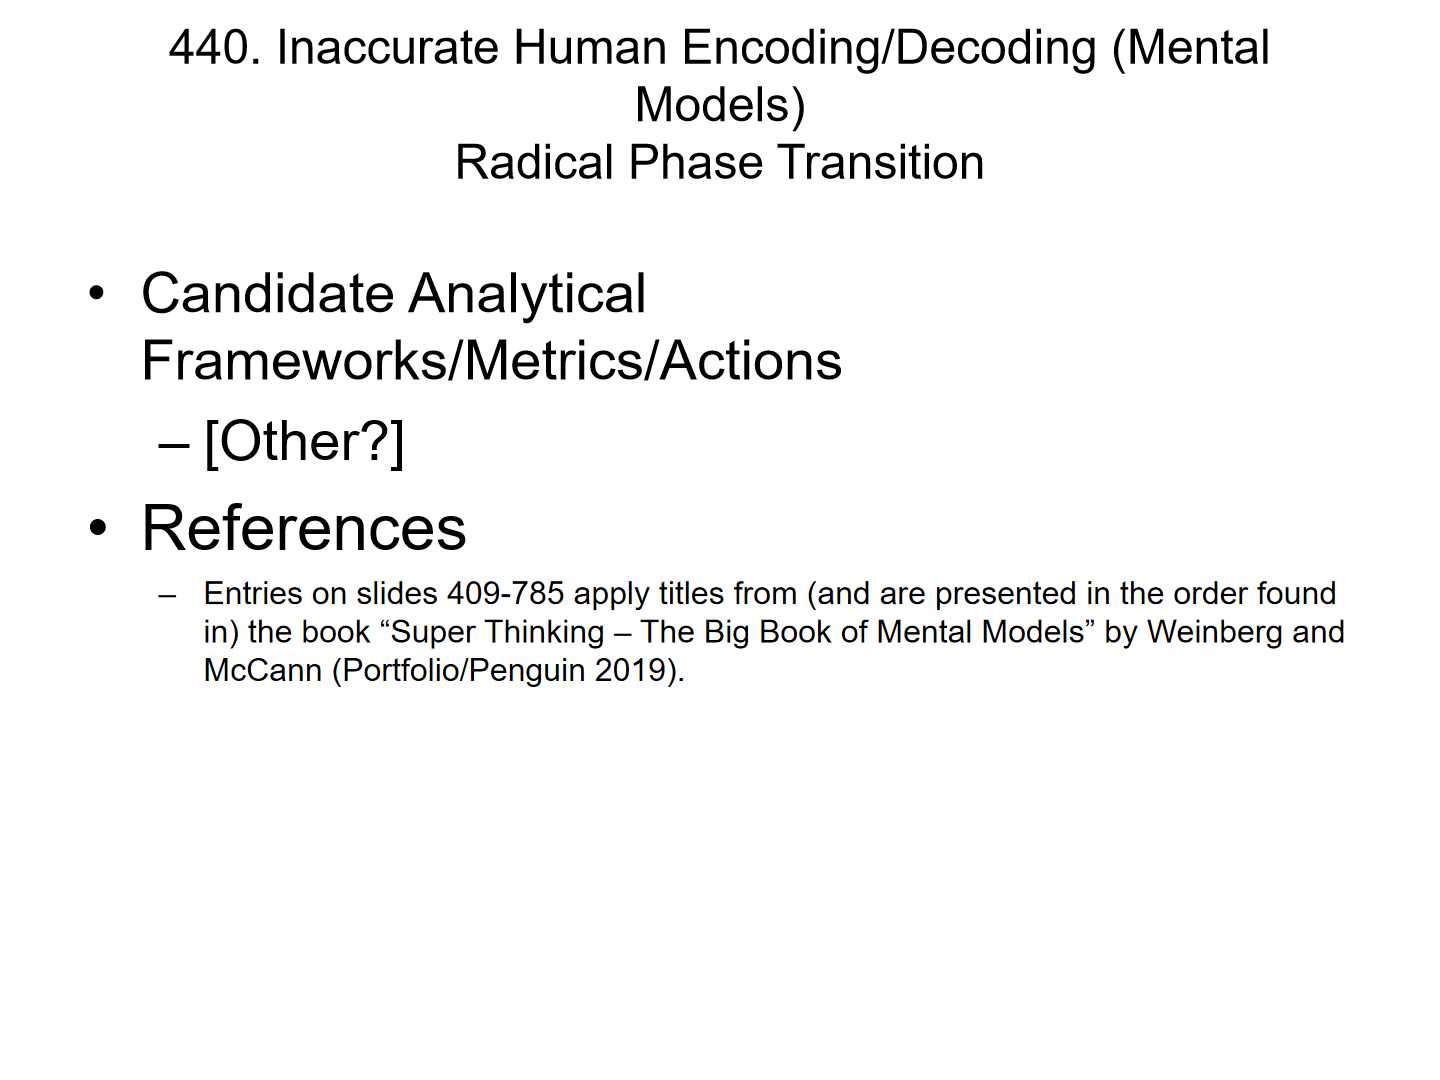 440. Inaccurate Human Encoding/Decoding (Mental
Models)
Radical Phase Transition
• Candidate Analytical
Frameworks/Metrics/Actions
– [Other?]
• References
– Entries on slides 409-785 apply titles from (and are presented in the order found
in) the book “Super Thinking – The Big Book of Mental Models” by Weinberg and
McCann (Portfolio/Penguin 2019).